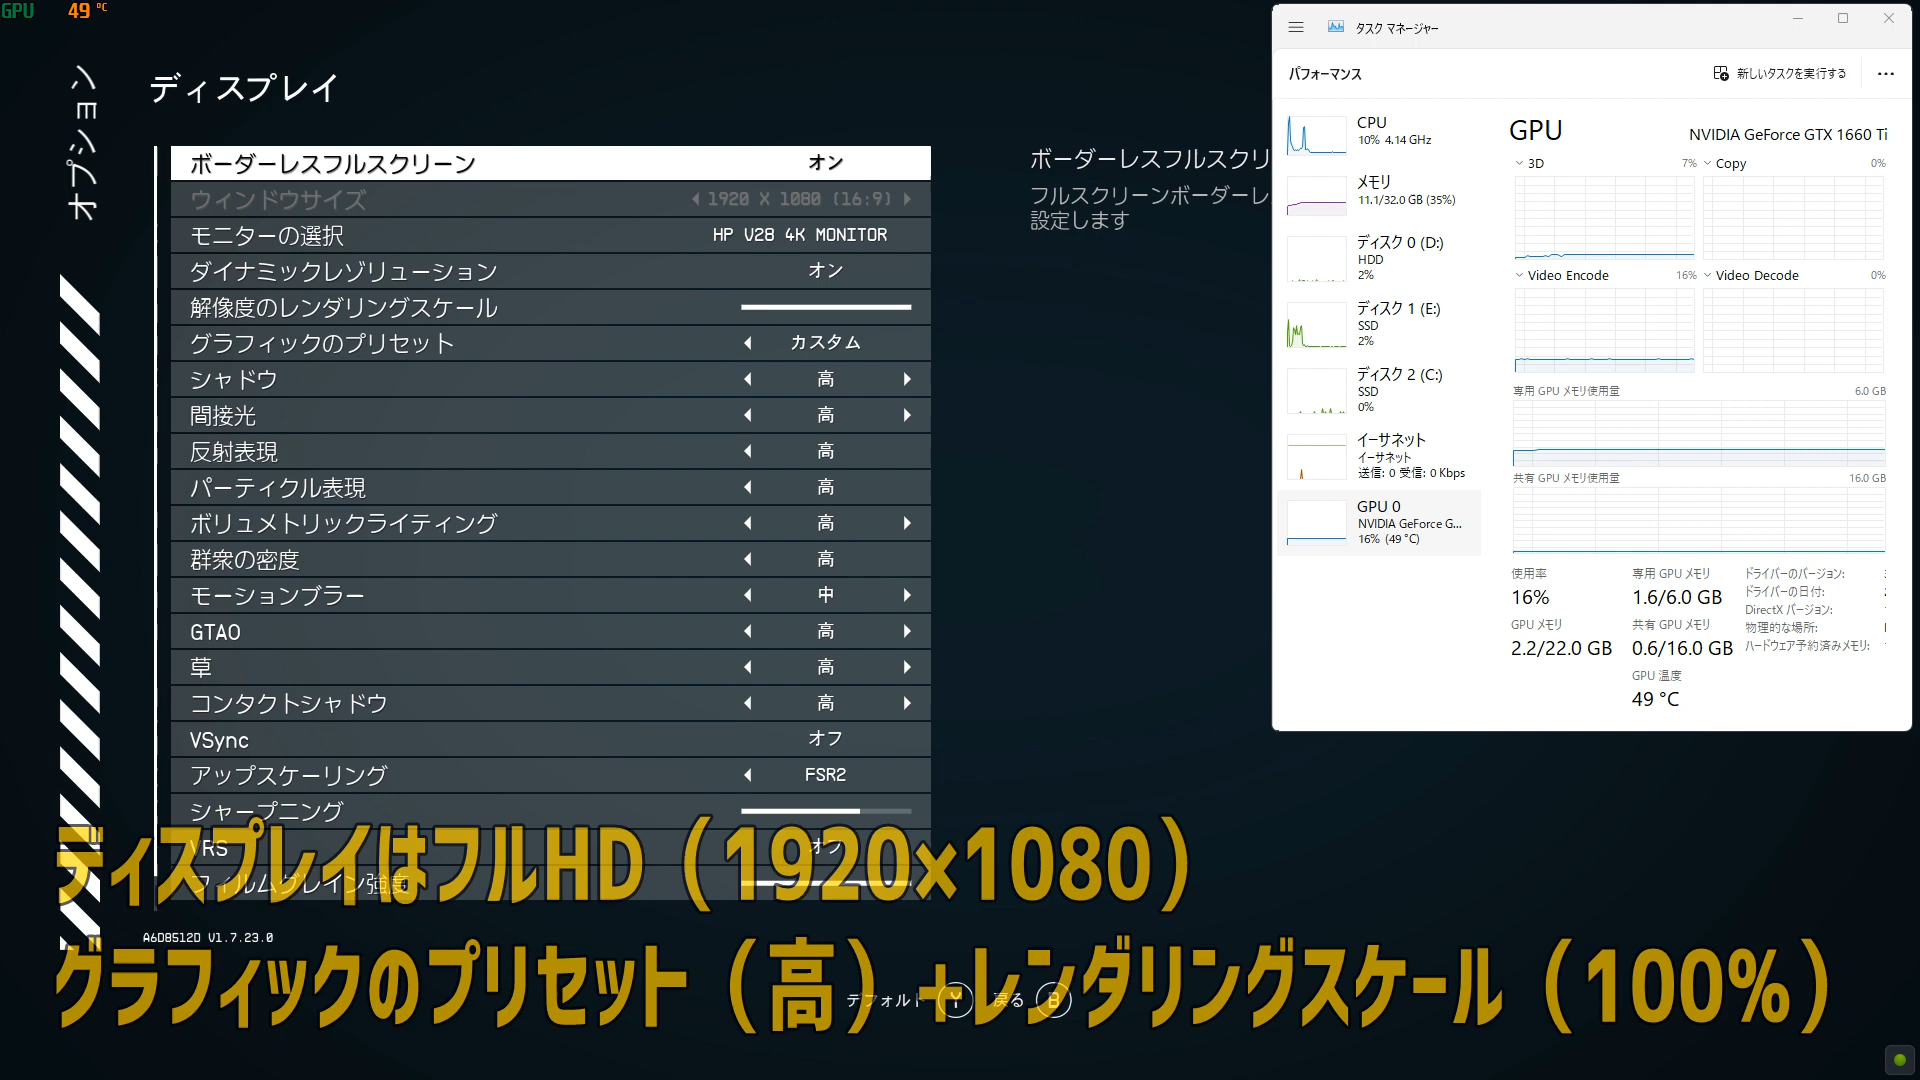 GPU 49 °C
オプション
ディスプレイ
ボーダーレスフルスクリーン オン
ウィンドウサイズ 1920 X 1080 (16:9)
モニターの選択 HP V28 4K MONITOR
ダイナミックレゾリューション オン
解像度のレンダリングスケール
グラフィックのプリセット カスタム
シャドウ 高
間接光 高
反射表現 高
パーティクル表現 高
ボリュメトリックライティング 高
群衆の密度 高
モーションブラー 中
GTAO 高
草 高
コンタクトシャドウ 高
VSync オフ
アップスケーリング FSR2
シャープニング
VRS オフ
フィルムグレイン強度
A6D8512D V1.7.23.0
デフォルト Y 戻る B
ボーダーレスフルスクリ
フルスクリーンボーダーレ
設定します
タスク マネージャー
パフォーマンス
新しいタスクを実行する
CPU
10% 4.14 GHz
メモリ
11.1/32.0 GB (35%)
ディスク 0 (D:)
HDD
2%
ディスク 1 (E:)
SSD
2%
ディスク 2 (C:)
SSD
0%
イーサネット
イーサネット
送信: 0 受信: 0 Kbps
GPU 0
NVIDIA GeForce G...
16% (49 °C)
GPU NVIDIA GeForce GTX 1660 Ti
3D 7% Copy 0%
Video Encode 16% Video Decode 0%
専用 GPU メモリ使用量 6.0 GB
共有 GPU メモリ使用量 16.0 GB
使用率
16%
GPU メモリ
2.2/22.0 GB
専用 GPU メモリ
1.6/6.0 GB
共有 GPU メモリ
0.6/16.0 GB
GPU 温度
49 °C
ドライバーのバージョン:
ドライバーの日付:
DirectX バージョン:
物理的な場所:
ハードウェア予約済みメモリ:
ディスプレイはフルHD（1920×1080）
グラフィックのプリセット（高）+レンダリングスケール（100%）